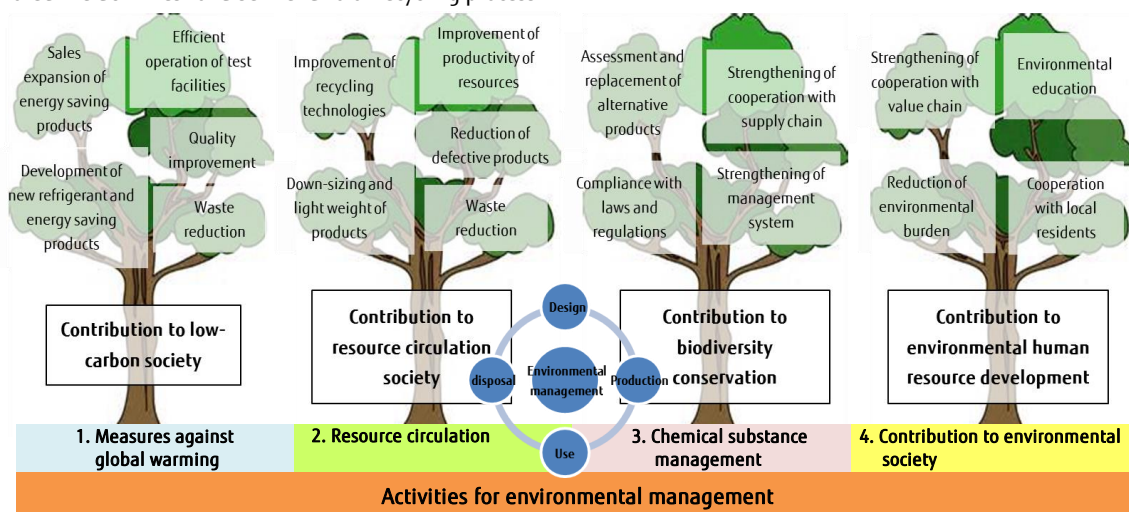 Sales
expansion of
energy saving
products
Efficient
operation of test
facilities
Quality
improvement
Development of
new refrigerant and
energy saving
products
Waste
reduction
Contribution to low-
carbon society
Improvement of
recycling
technologies
Improvement of
productivity of
resources
Reduction of
defective products
Down-sizing and
light weight of
products
Waste
reduction
Contribution to
resource circulation
society
Assessment and
replacement of
alternative
products
Strengthening of
cooperation with
supply chain
Compliance with
laws and
regulations
Strengthening of
management
system
Contribution to
biodiversity
conservation
Strengthening of
cooperation with
value chain
Environmental
education
Reduction of
environmental
burden
Cooperation
with local
residents
Contribution to
environmental human
resource development
Design
disposal
Environmental
management
Production
Use
1. Measures against
global warming
2. Resource circulation
3. Chemical substance
management
4. Contribution to environmental
society
Activities for environmental management